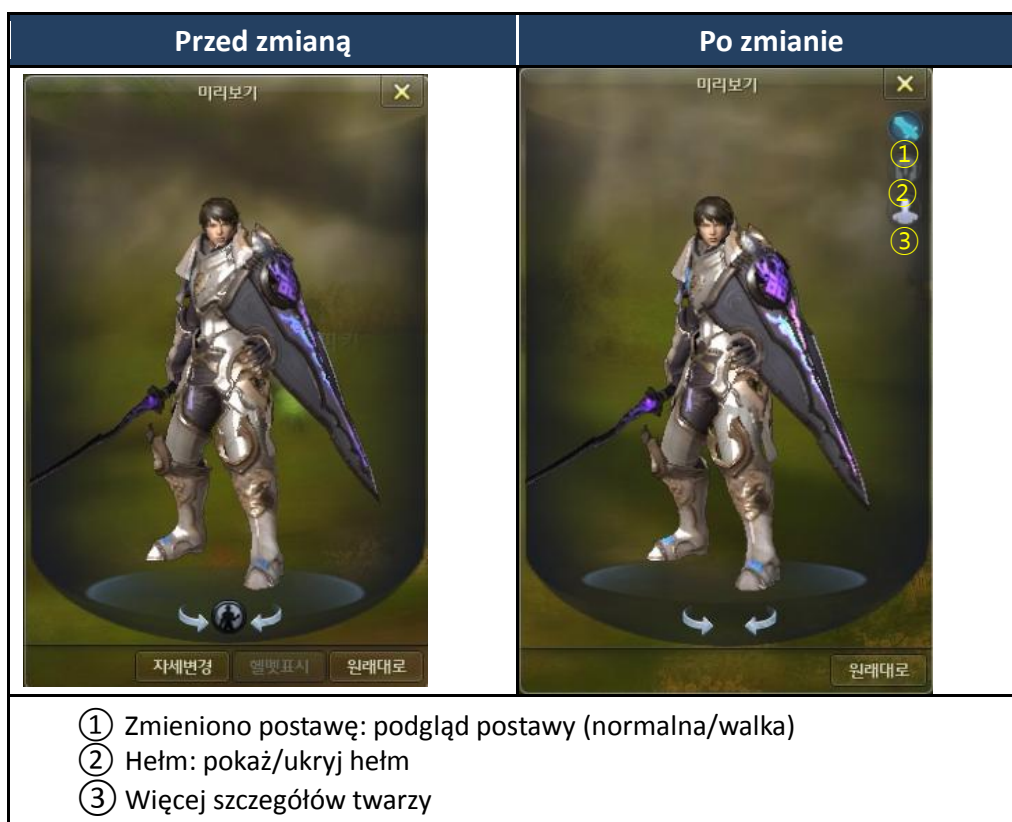 Przed zmianą
Po zmianie
미리보기
미리보기
①
②
③
자세변경 헬멧표시 원래대로
원래대로
① Zmieniono postawę: podgląd postawy (normalna/walka)
② Hełm: pokaż/ukryj hełm
③ Więcej szczegółów twarzy